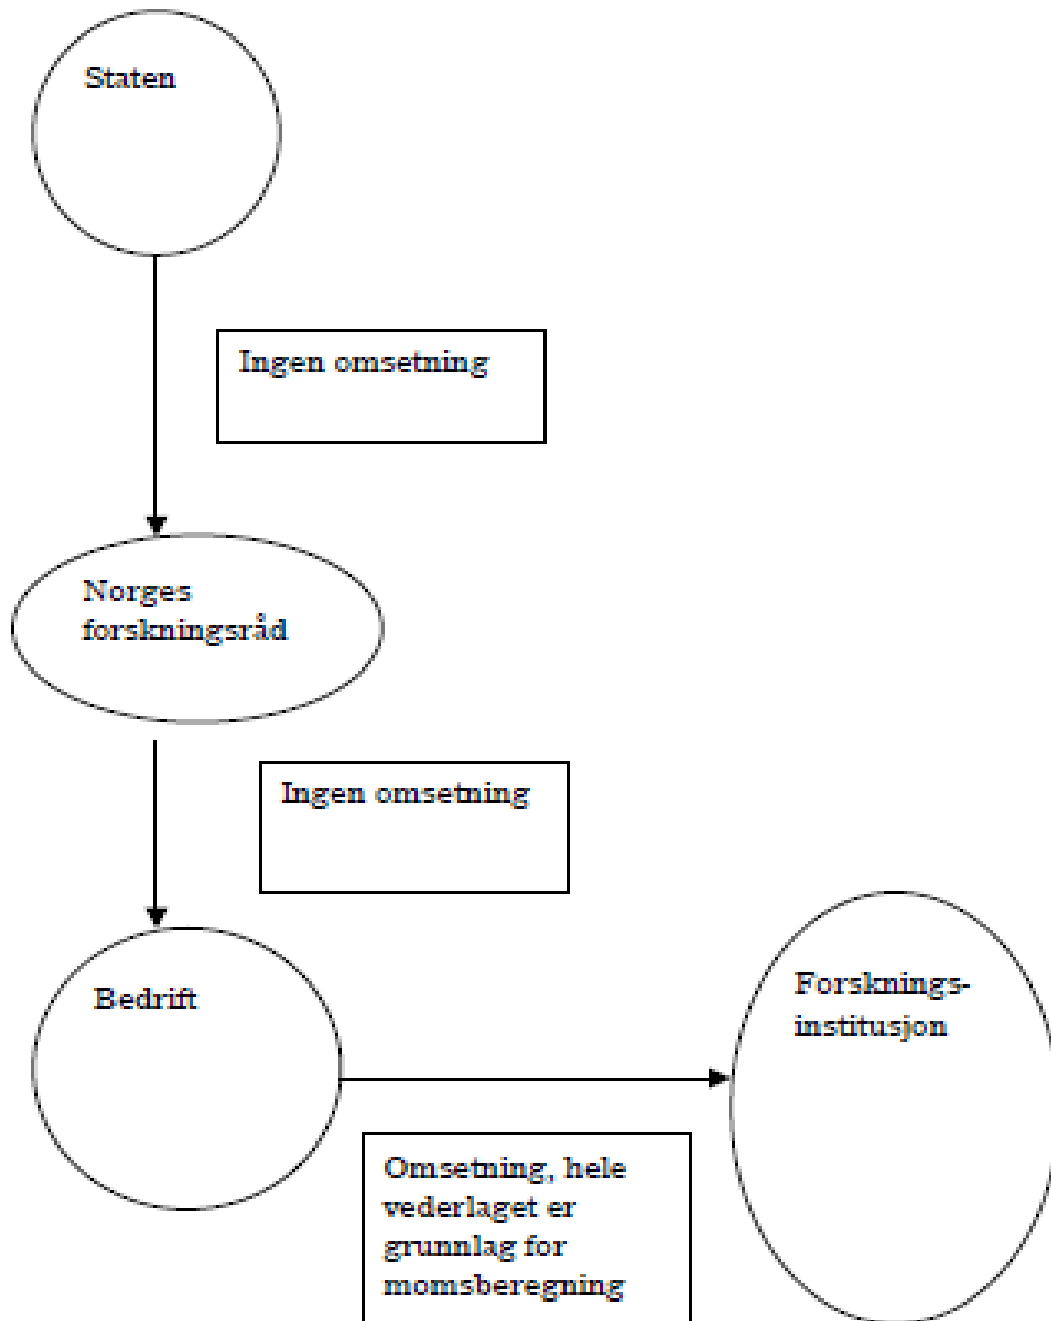 Staten
Ingen omsetning
Norges
forskningsråd
Ingen omsetning
Bedrift
Forsknings-
institusjon
Omsetning, hele
vederlaget er
grunnlag for
momsberegning